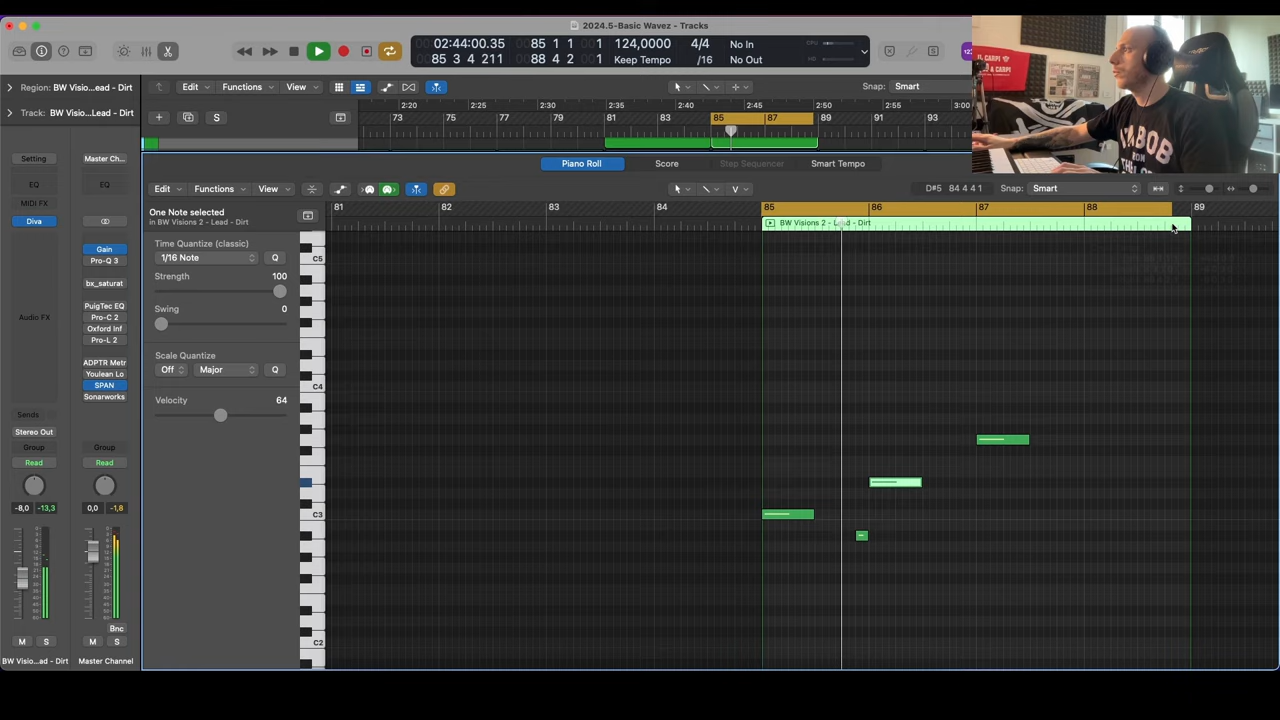 2024.5-Basic Wavez - Tracks
02:44:00.35 85 1 1 1 124,0000 4/4 No In CPU
85 3 4 211 88 4 2 1 Keep Tempo /16 No Out HD
Region: BW Visio...ead - Dirt
Track: BW Visio...Lead - Dirt
Edit Functions View Snap: Smart
2:20 2:25 2:30 2:35 2:40 2:45 2:50 2:55 3:00
73 75 77 79 81 83 85 87 89 91 93
S
Piano Roll Score Step Sequencer Smart Tempo
Edit Functions View V D#5 84 4 4 1 Snap: Smart
81 82 83 84 85 86 87 88 89
BW Visions 2 - Lead - Dirt
One Note selected
in BW Visions 2 - Lead - Dirt
Time Quantize (classic)
1/16 Note Q
Strength 100
Swing 0
Scale Quantize
Off Major Q
Velocity 64
C5
C4
C3
C2
Setting Master Ch...
EQ EQ
MIDI FX
Diva
Gain
Pro-Q 3
bx_saturat
PuigTec EQ
Audio FX Pro-C 2
Oxford Inf
Pro-L 2
ADPTR Metr
Youlean Lo
SPAN
Sonarworks
Sends
Stereo Out
Group Group
Read Read
-8,0 -13,3 0,0 -1,8
Bnc
M S M S
BW Visio...ad - Dirt Master Channel
IL CARPI